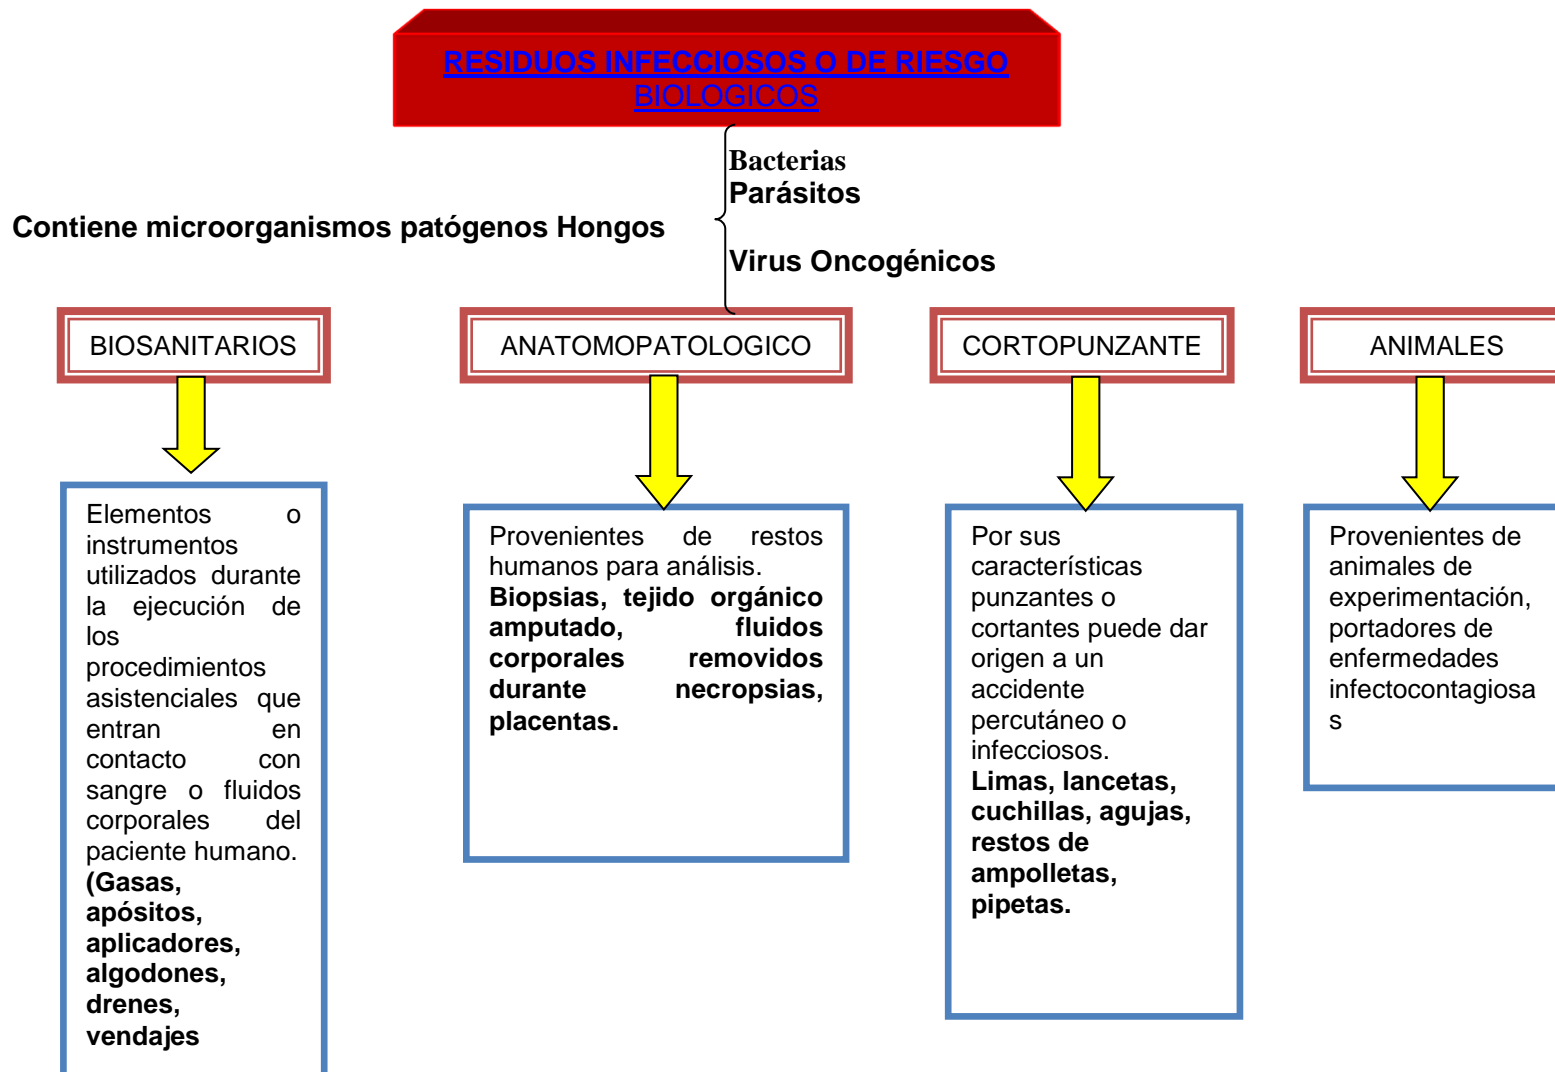 RESIDUOS INFECCIOSOS O DE RIESGO
BIOLOGICOS
Bacterias
Parásitos
Contiene microorganismos patógenos Hongos
Virus Oncogénicos
BIOSANITARIOS
Elementos o
instrumentos
utilizados durante
la ejecución de
los
procedimientos
asistenciales que
entran en
contacto con
sangre o fluidos
corporales del
paciente humano.
(Gasas,
apósitos,
aplicadores,
algodones,
drenes,
vendajes
ANATOMOPATOLOGICO
Provenientes de restos
humanos para análisis.
Biopsias, tejido orgánico
amputado, fluidos
corporales removidos
durante necropsias,
placentas.
CORTOPUNZANTE
Por sus
características
punzantes o
cortantes puede dar
origen a un
accidente
percutáneo o
infecciosos.
Limas, lancetas,
cuchillas, agujas,
restos de
ampolletas,
pipetas.
ANIMALES
Provenientes de
animales de
experimentación,
portadores de
enfermedades
infectocontagiosa
s